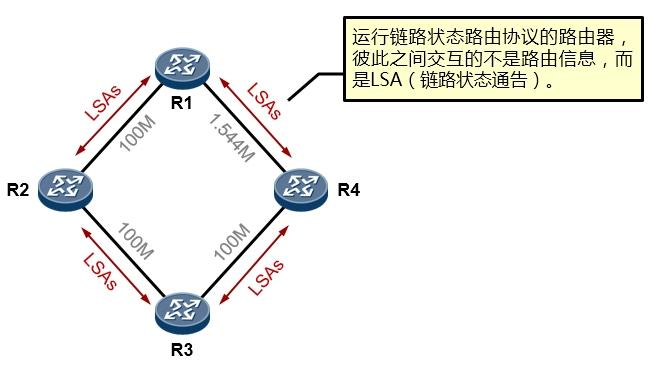 运行链路状态路由协议的路由器，
彼此之间交互的不是路由信息，而
是LSA（链路状态通告）。
R1
LSAs
LSAs
100M
1.544M
R2
R4
100M
100M
LSAs
LSAs
R3